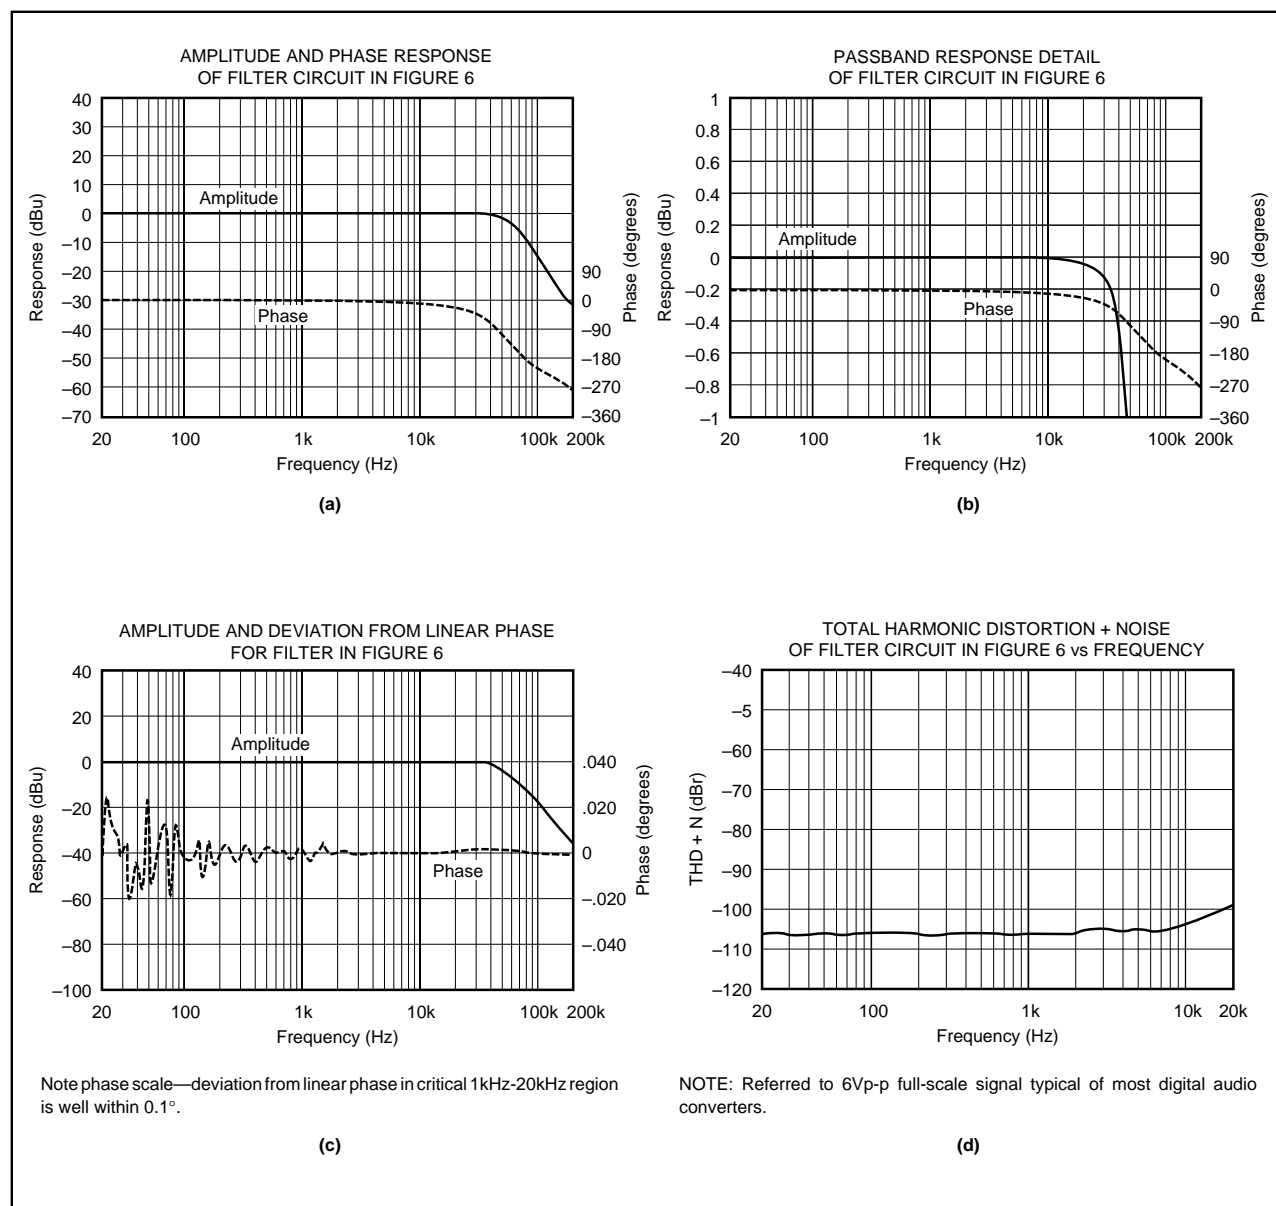 AMPLITUDE AND PHASE RESPONSE
OF FILTER CIRCUIT IN FIGURE 6
40
30
20
10
0
–10
–20
–30
–40
–50
–60
–70
Response (dBu)
Amplitude
Phase
90
0
–90
–180
–270
–360
Phase (degrees)
20 100 1k 10k 100k 200k
Frequency (Hz)
(a)
PASSBAND RESPONSE DETAIL
OF FILTER CIRCUIT IN FIGURE 6
1
0.8
0.6
0.4
0.2
0
–0.2
–0.4
–0.6
–0.8
–1
Response (dBu)
Amplitude
Phase
90
0
–90
–180
–270
–360
Phase (degrees)
20 100 1k 10k 100k 200k
Frequency (Hz)
(b)
AMPLITUDE AND DEVIATION FROM LINEAR PHASE
FOR FILTER IN FIGURE 6
40
20
0
–20
–40
–60
–80
–100
Response (dBu)
Amplitude
Phase
.040
.020
0
–.020
–.040
Phase (degrees)
20 100 1k 10k 100k 200k
Frequency (Hz)
Note phase scale—deviation from linear phase in critical 1kHz-20kHz region
is well within 0.1°.
(c)
TOTAL HARMONIC DISTORTION + NOISE
OF FILTER CIRCUIT IN FIGURE 6 vs FREQUENCY
–40
–5
–60
–70
–80
–90
–100
–110
–120
THD + N (dBr)
20 100 1k 10k 20k
Frequency (Hz)
NOTE: Referred to 6Vp-p full-scale signal typical of most digital audio
converters.
(d)